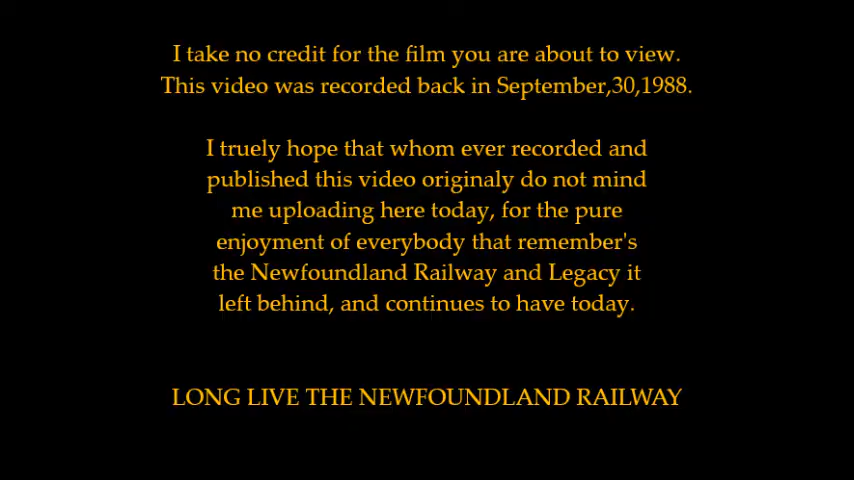 I take no credit for the film you are about to view.
This video was recorded back in September,30,1988.
I truely hope that whom ever recorded and
published this video originaly do not mind
me uploading here today, for the pure
enjoyment of everybody that remember's
the Newfoundland Railway and Legacy it
left behind, and continues to have today.
LONG LIVE THE NEWFOUNDLAND RAILWAY